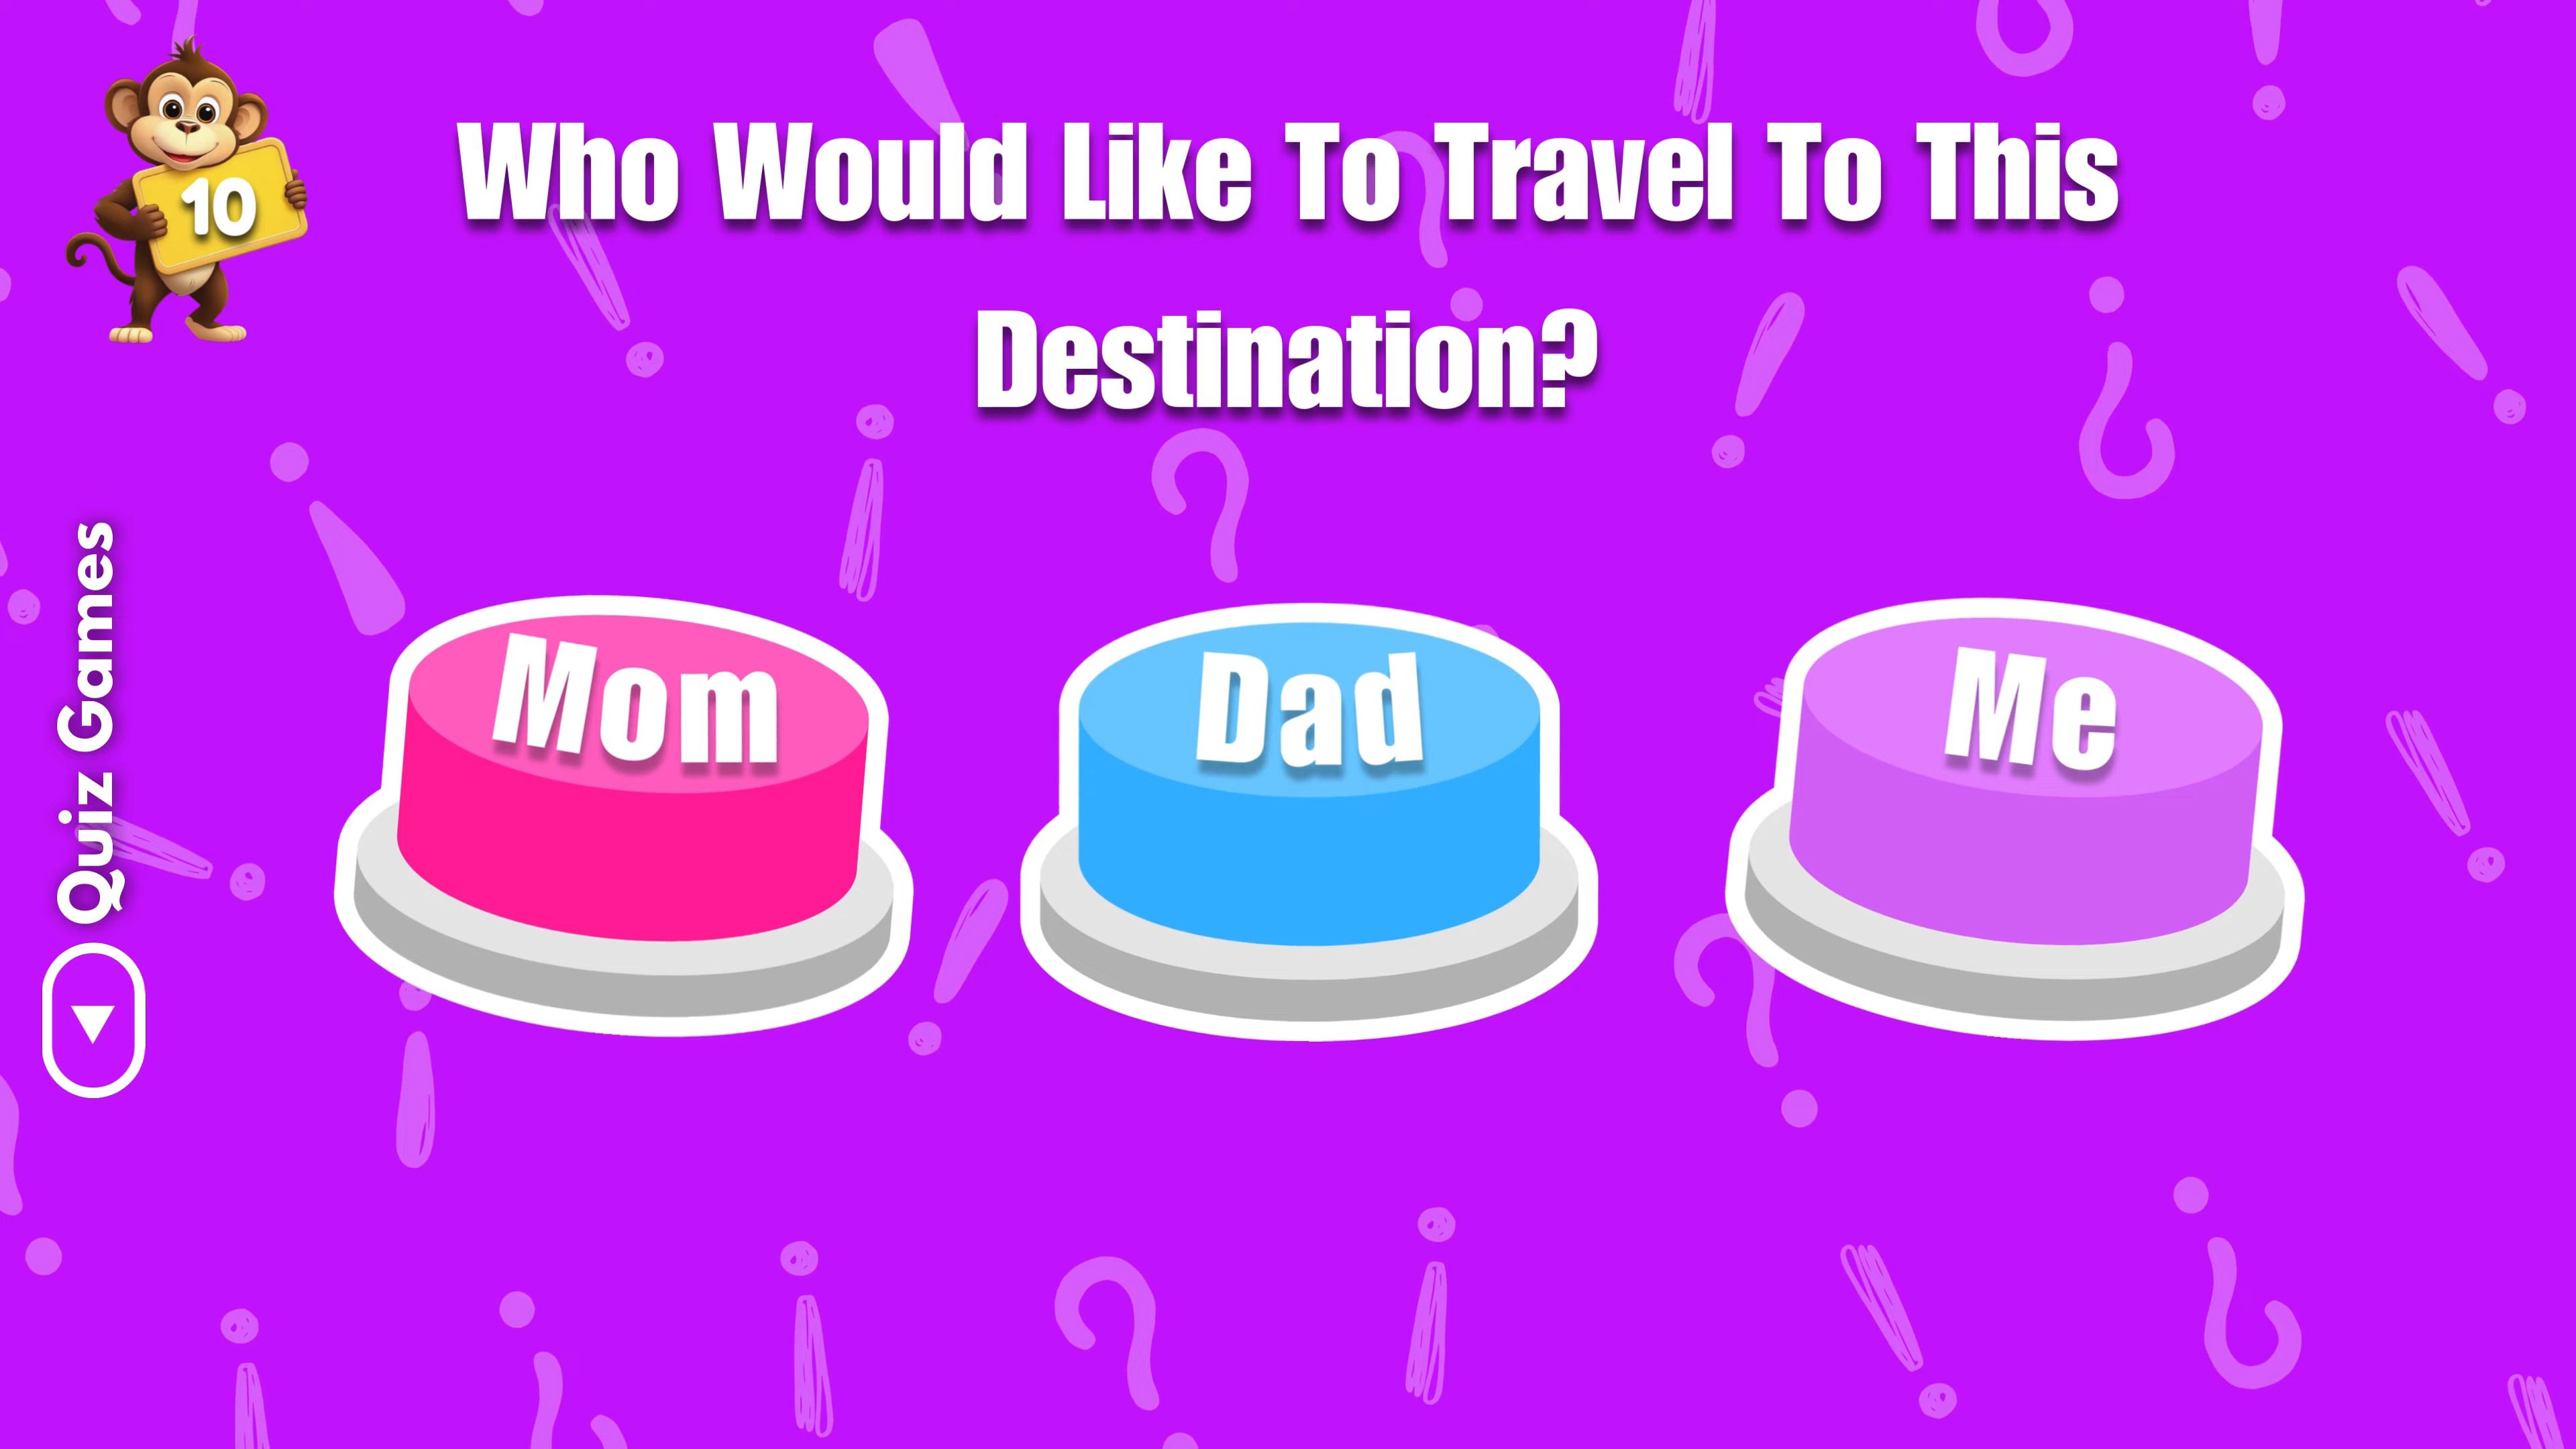 10
Who Would Like To Travel To This
Destination?
Quiz Games
Mom
Dad
Me